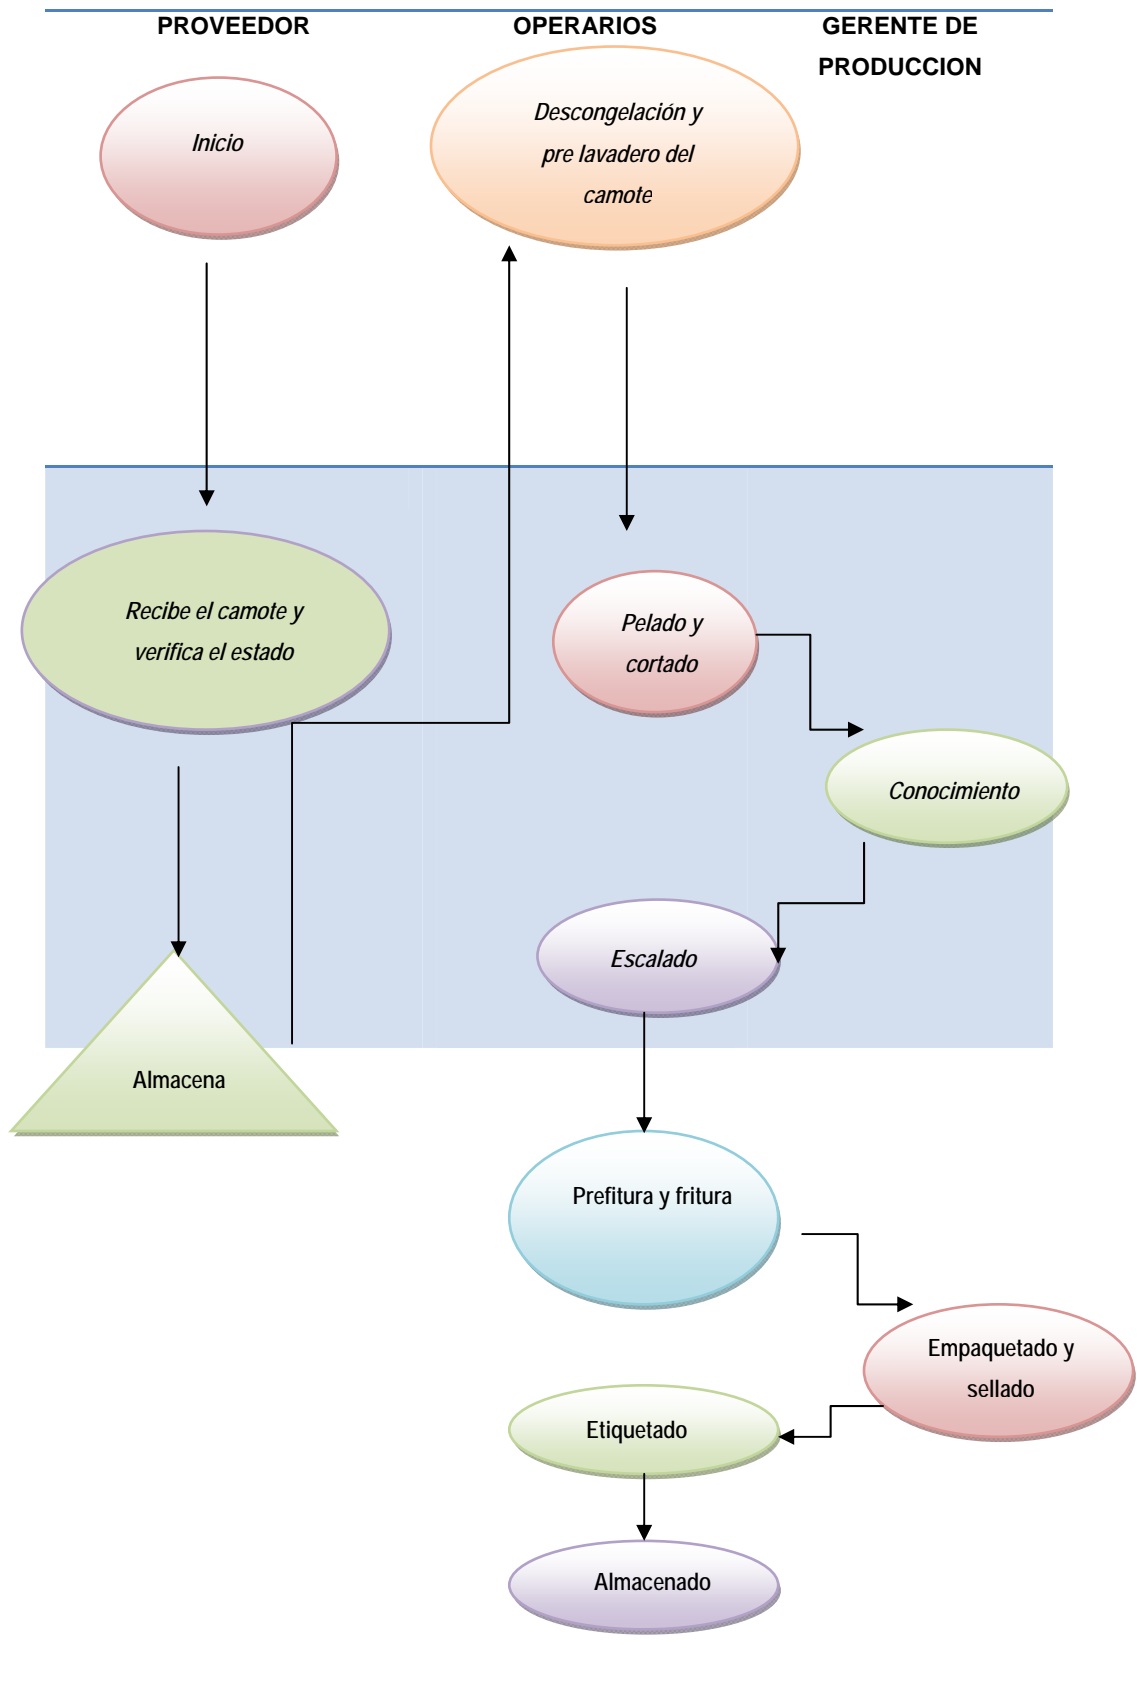 PROVEEDOR
OPERARIOS
GERENTE DE
PRODUCCION
Inicio
Descongelación y
pre lavadero del
camote
Recibe el camote y
verifica el estado
Pelado y
cortado
Conocimiento
Escalado
Almacena
Prefitura y fritura
Empaquetado y
sellado
Etiquetado
Almacenado